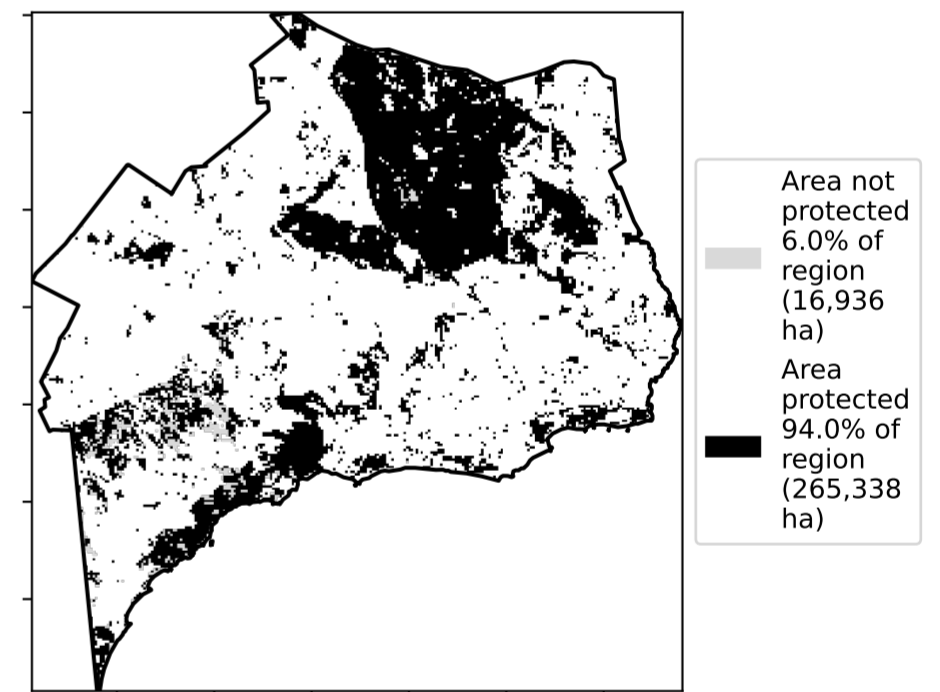 Area not
protected
6.0% of
region
(16,936
ha)
Area
protected
94.0% of
region
(265,338
ha)